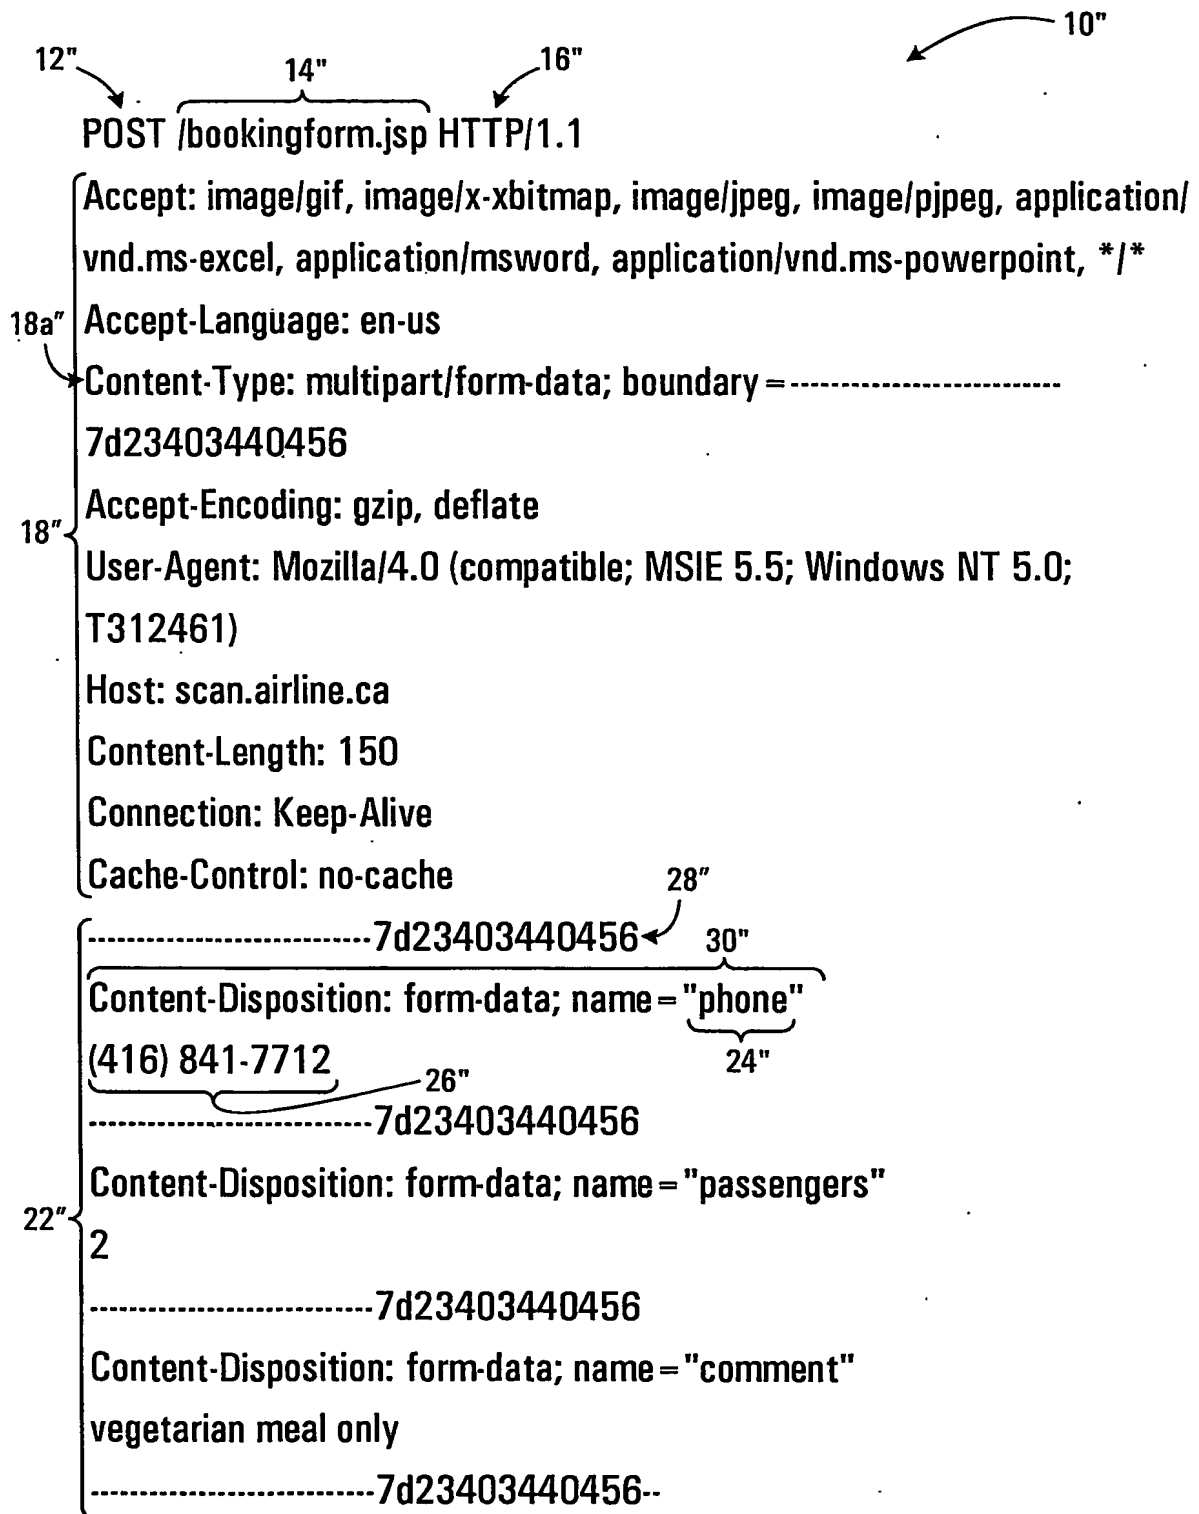 10"
12" 14" 16"
POST /bookingform.jsp HTTP/1.1
Accept: image/gif, image/x-xbitmap, image/jpeg, image/pjpeg, application/
vnd.ms-excel, application/msword, application/vnd.ms-powerpoint, */*
18a" Accept-Language: en-us
Content-Type: multipart/form-data; boundary=---------------------------
7d23403440456
Accept-Encoding: gzip, deflate
18"
User-Agent: Mozilla/4.0 (compatible; MSIE 5.5; Windows NT 5.0;
T312461)
Host: scan.airline.ca
Content-Length: 150
Connection: Keep-Alive
Cache-Control: no-cache
28"
-----------------------------7d23403440456
30"
Content-Disposition: form-data; name="phone"
(416) 841-7712
24"
26"
-----------------------------7d23403440456
Content-Disposition: form-data; name="passengers"
22"
2
-----------------------------7d23403440456
Content-Disposition: form-data; name="comment"
vegetarian meal only
-----------------------------7d23403440456--